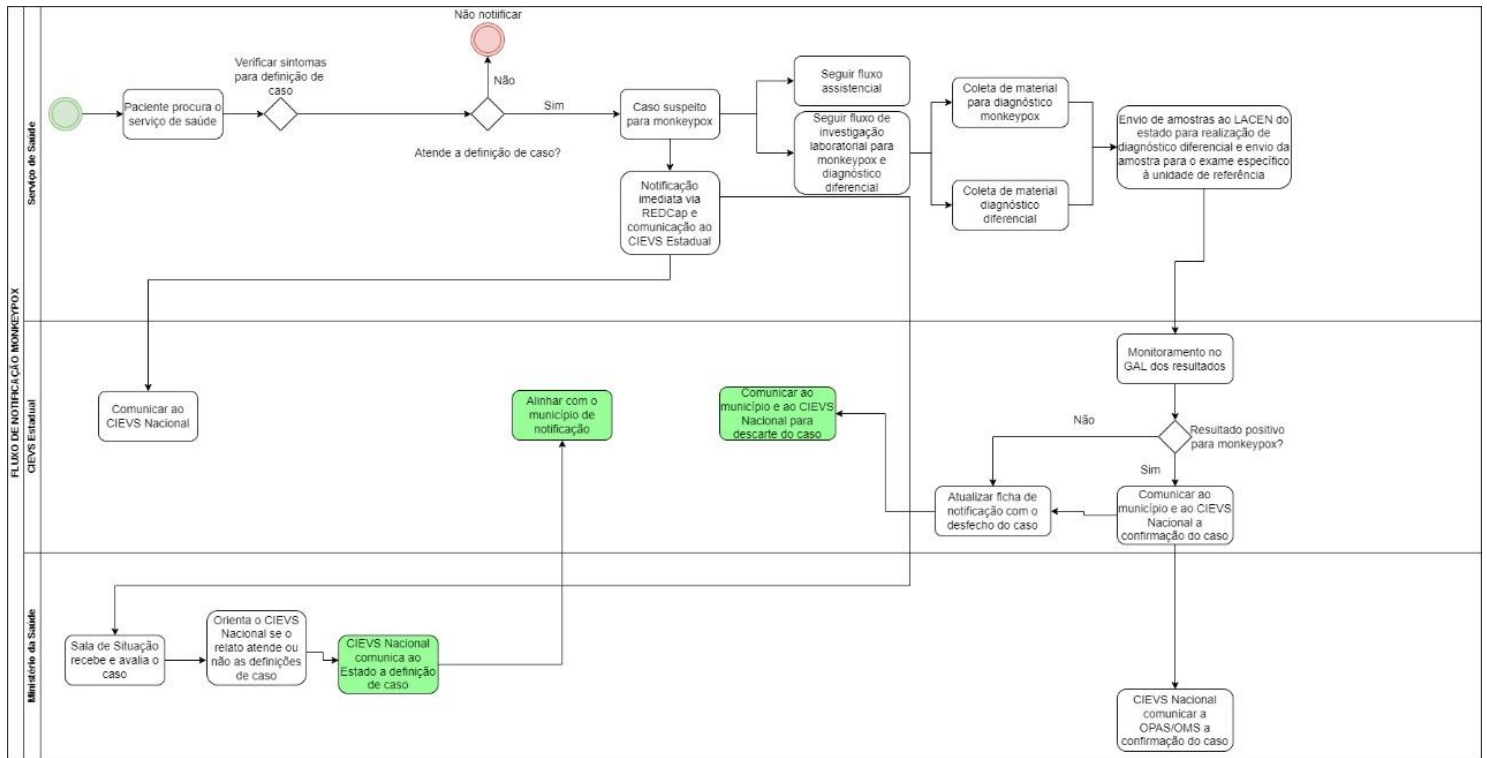 FLUXO DE NOTIFICAÇÃO MONKEYPOX
Serviço de Saúde
Paciente procura o
serviço de saúde
Verificar sintomas
para definição de
caso
Não notiificar
Não
Sim
Atende a definição de caso?
Caso suspeito
para monkeypox
Notificação
imediata via
REDCap e
comunicação ao
CIEVS Estadual
Seguir fluxo
assistencial
Seguir fluxo de
investigação
laboratorial para
monkeypox e
diagnóstico
diferencial
Coleta de material
para diagnóstico
monkeypox
Coleta de material
diagnóstico
diferencial
Envio de amostras ao LACEN do
estado para realização de
diagnóstico diferencial e envio da
amostra para o exame específico
à unidade de referência
CIEVS Estadual
Comunicar ao
CIEVS Nacional
Alinhar com o
município de
notificação
Comunicar ao
município e ao CIEVS
Nacional para
descarte do caso
Monitoramento no
GAL dos resultados
Não
Resultado positivo
para monkeypox?
Sim
Atualizar ficha de
notificação com o
desfecho do caso
Comunicar ao
município e ao CIEVS
Nacional a
confirmação do caso
Ministério da Saúde
Sala de Situação
recebe e avalia o
caso
Orienta o CIEVS
Nacional se o
relato atende ou
não as definições
de caso
CIEVS Nacional
comunica ao
Estado a definição
de caso
CIEVS Nacional
comunicar a
OPAS/OMS a
confirmação do caso